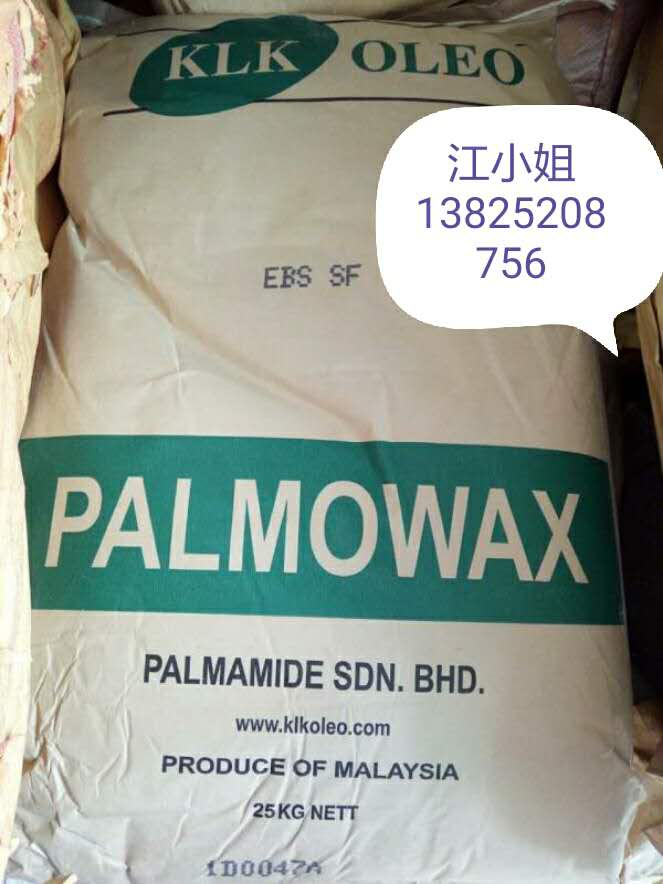 KLK OLEO
江小姐
13825208
756
EBS SF
PALMOWAX
PALMAMIDE SDN. BHD.
www.klkoleo.com
PRODUCE OF MALAYSIA
25KG NETT
1D0047A